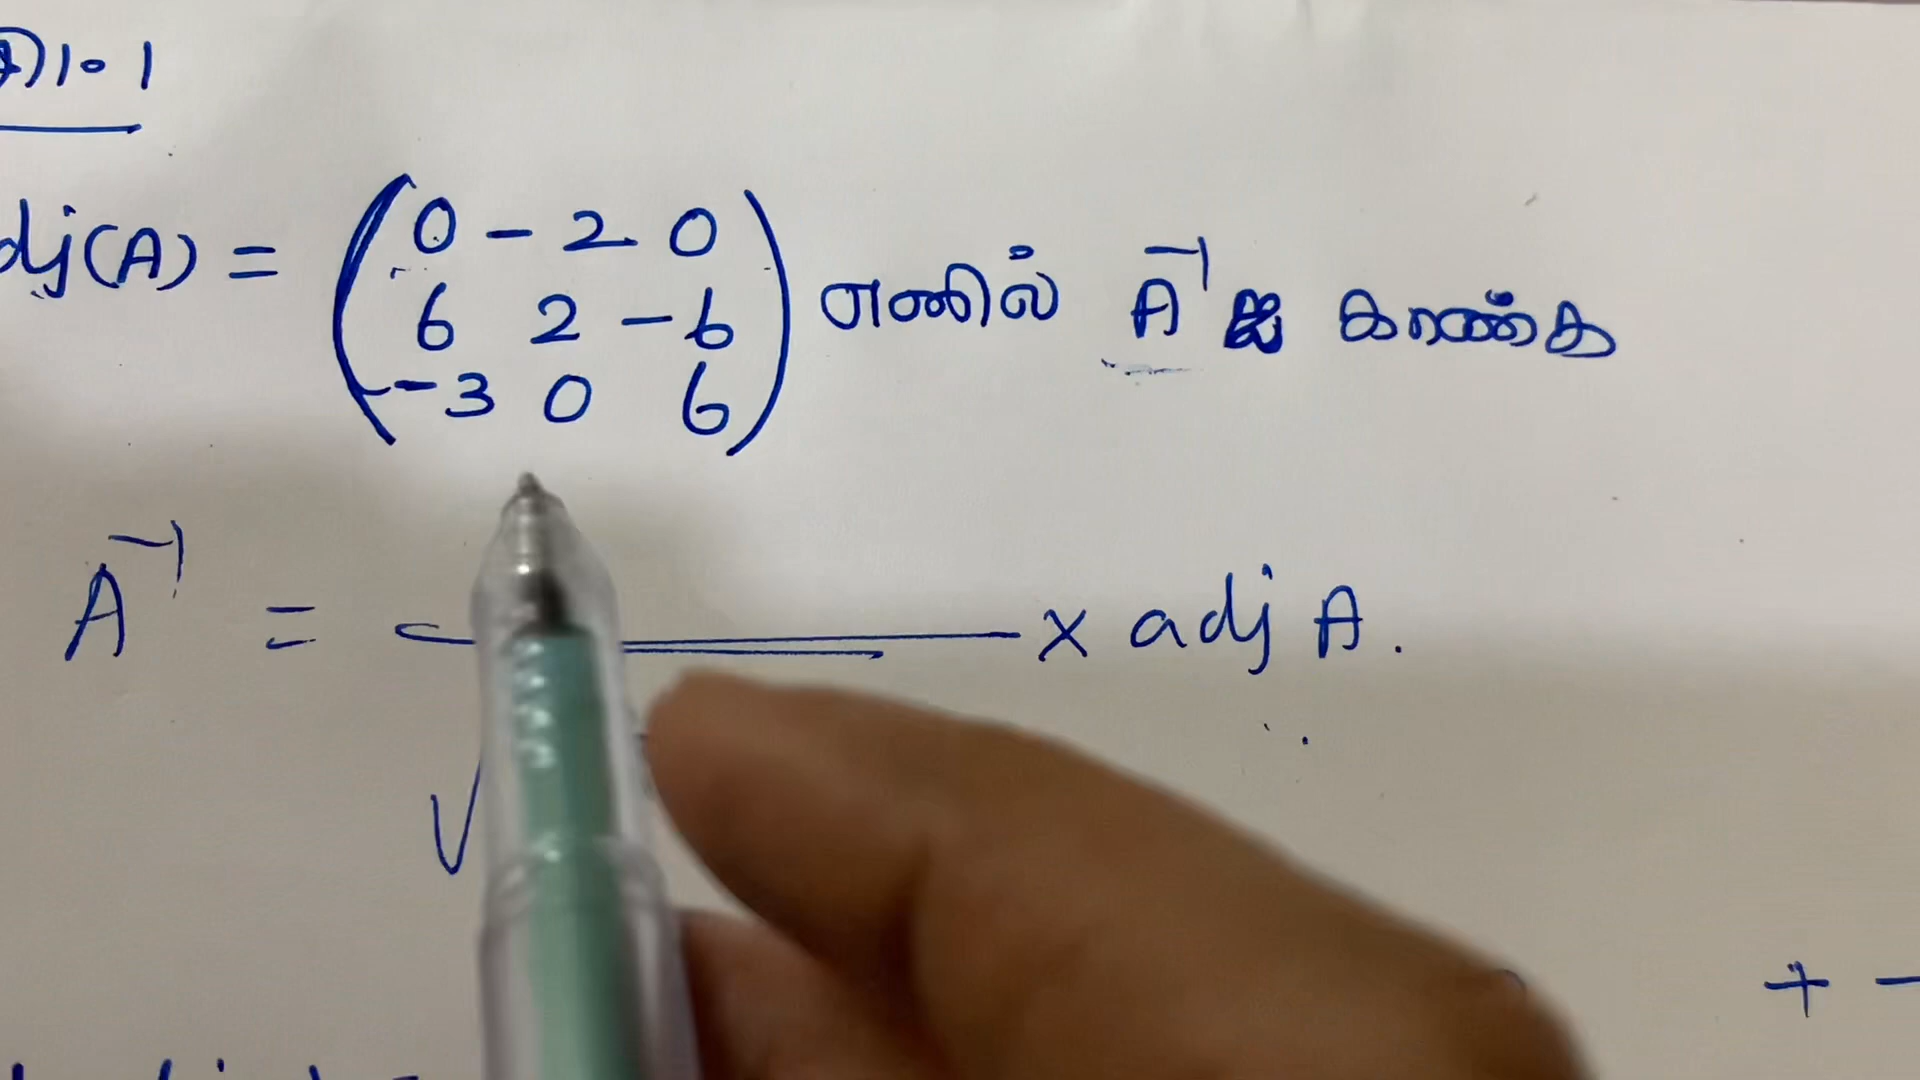 1.1
adj(A) = ( 0 -2 0
6 2 -6
-3 0 6 ) எனில் A⁻¹ ஐ காண்க
A⁻¹ = × adj A.
√
+ -